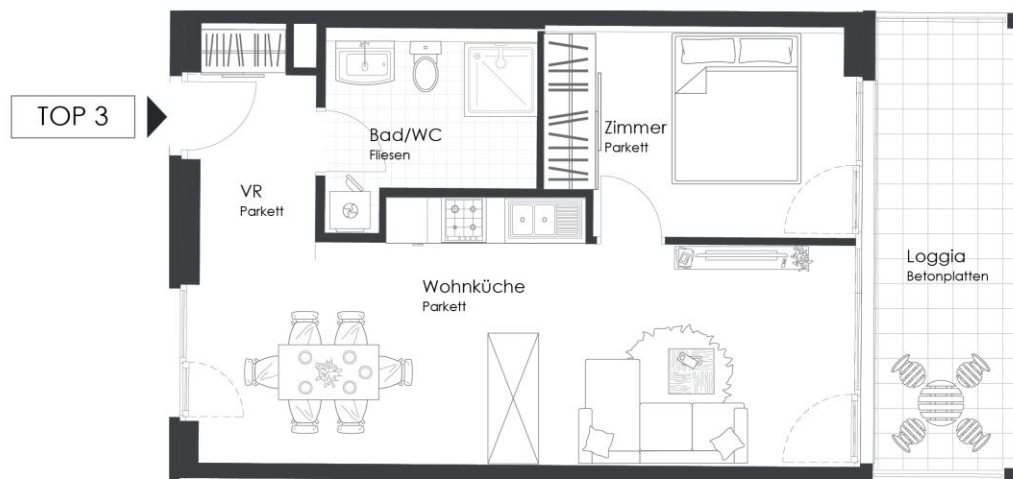 TOP 3
VR
Parkett
Bad/WC
Fliesen
Zimmer
Parkett
Wohnküche
Parkett
Loggia
Betonplatten